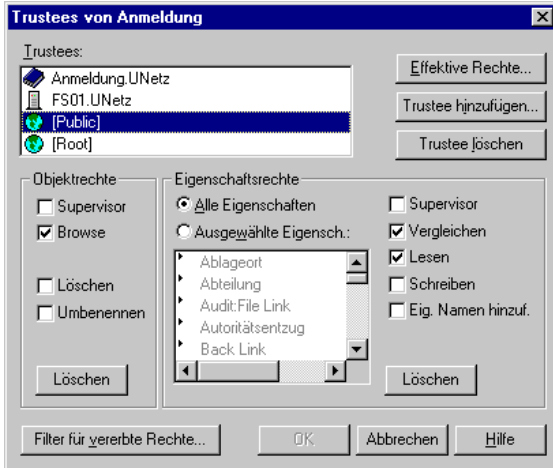 Trustees von Anmeldung
Trustees:
Anmeldung.UNetz
FS01.UNetz
[Public]
[Root]
Effektive Rechte...
Trustee hinzufügen...
Trustee löschen
Objektrechte
Supervisor
Browse
Löschen
Umbenennen
Löschen
Eigenschaftsrechte
Alle Eigenschaften
Ausgewählte Eigensch.:
Ablageort
Abteilung
Audit:File Link
Autoritätsentzug
Back Link
Supervisor
Vergleichen
Lesen
Schreiben
Eig. Namen hinzuf.
Löschen
Filter für vererbte Rechte...
OK
Abbrechen
Hilfe